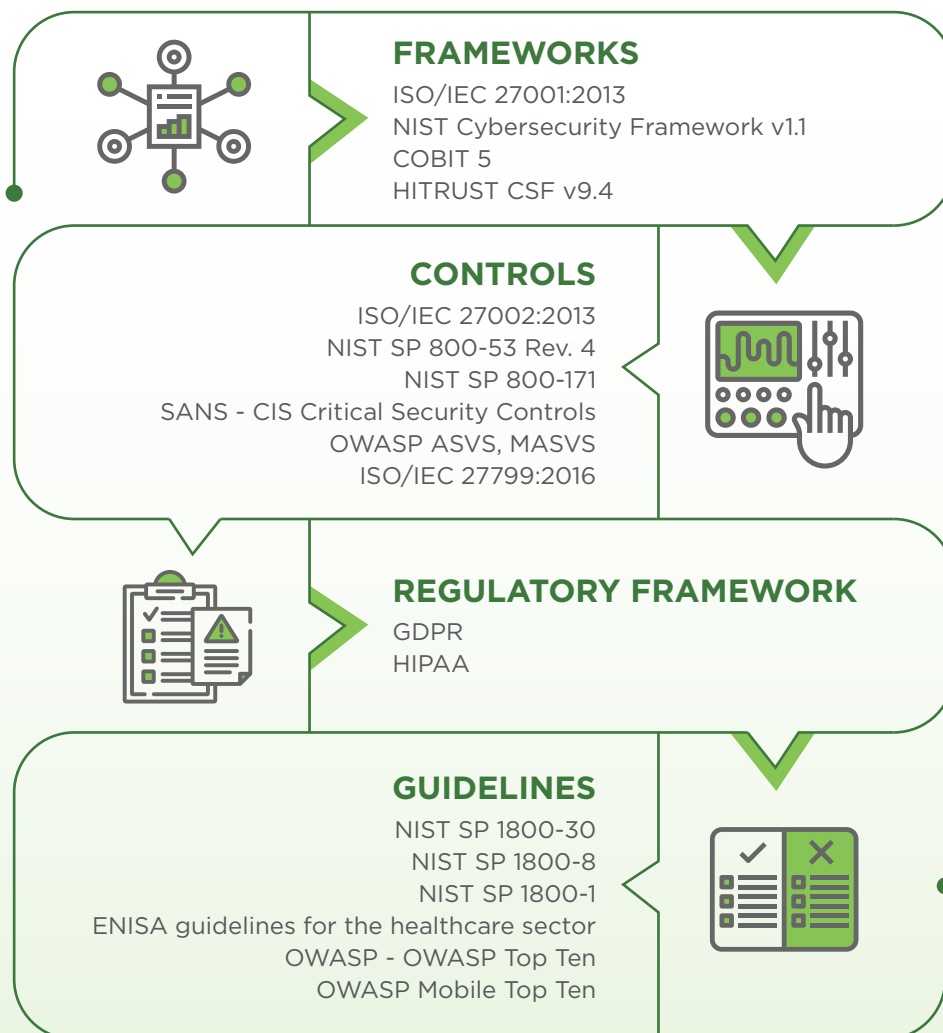 FRAMEWORKS
ISO/IEC 27001:2013
NIST Cybersecurity Framework v1.1
COBIT 5
HITRUST CSF v9.4
CONTROLS
ISO/IEC 27002:2013
NIST SP 800-53 Rev. 4
NIST SP 800-171
SANS - CIS Critical Security Controls
OWASP ASVS, MASVS
ISO/IEC 27799:2016
REGULATORY FRAMEWORK
GDPR
HIPAA
GUIDELINES
NIST SP 1800-30
NIST SP 1800-8
NIST SP 1800-1
ENISA guidelines for the healthcare sector
OWASP - OWASP Top Ten
OWASP Mobile Top Ten